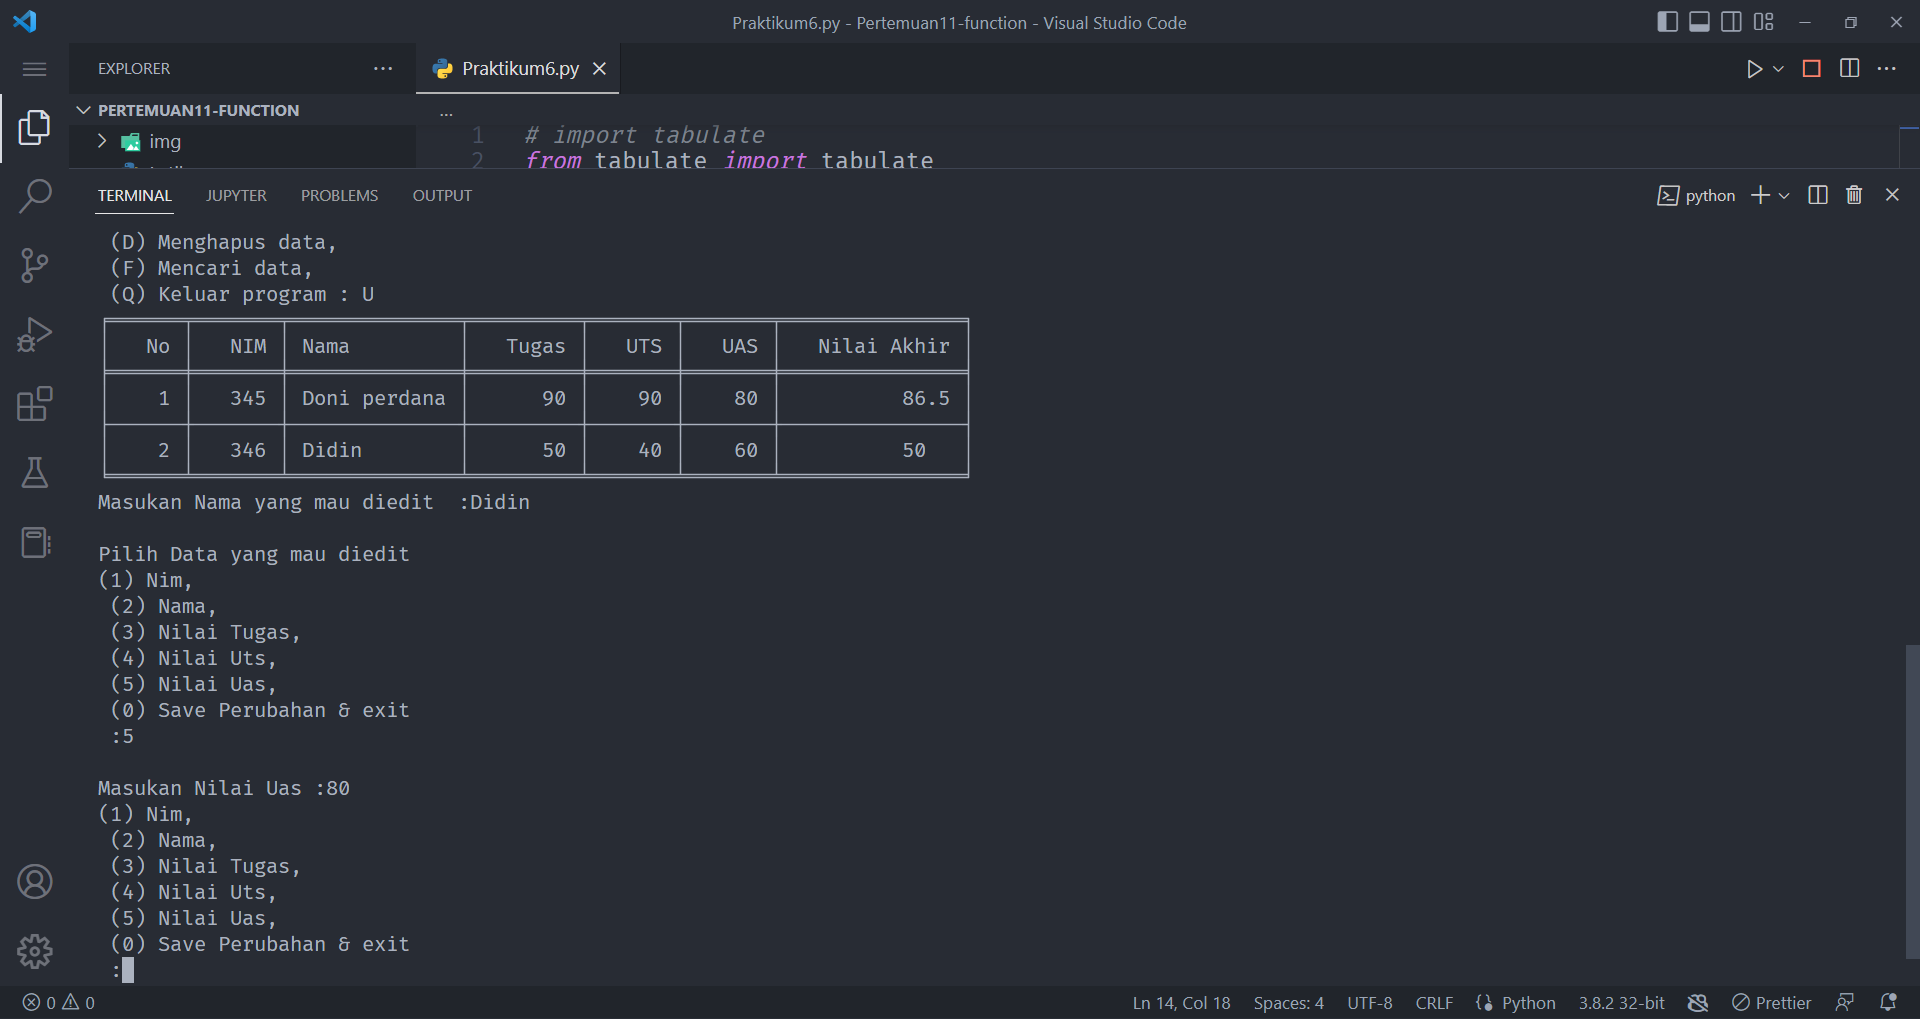 Praktikum6.py - Pertemuan11-function - Visual Studio Code
EXPLORER
Praktikum6.py
PERTEMUAN11-FUNCTION
...
img
1 # import tabulate
2 from tabulate import tabulate
TERMINAL JUPYTER PROBLEMS OUTPUT
python
(D) Menghapus data,
(F) Mencari data,
(Q) Keluar program : U
No NIM Nama Tugas UTS UAS Nilai Akhir
1 345 Doni perdana 90 90 80 86.5
2 346 Didin 50 40 60 50
Masukan Nama yang mau diedit  :Didin
Pilih Data yang mau diedit
(1) Nim,
(2) Nama,
(3) Nilai Tugas,
(4) Nilai Uts,
(5) Nilai Uas,
(0) Save Perubahan & exit
:5
Masukan Nilai Uas :80
(1) Nim,
(2) Nama,
(3) Nilai Tugas,
(4) Nilai Uts,
(5) Nilai Uas,
(0) Save Perubahan & exit
:
0 0 Ln 14, Col 18 Spaces: 4 UTF-8 CRLF Python 3.8.2 32-bit Prettier